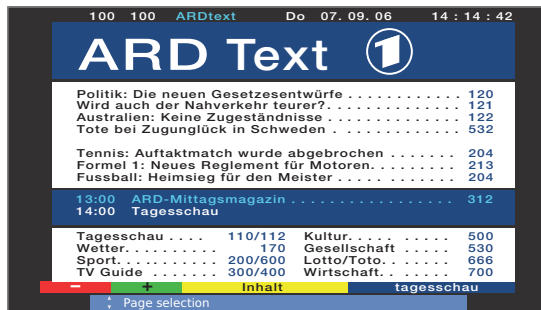 100 100 ARDtext Do 07. 09. 06 14 : 14 : 42
ARD Text 1
Politik: Die neuen Gesetzesentwürfe . . . . . . . . . . . . 120
Wird auch der Nahverkehr teurer?. . . . . . . . . . . . . . 121
Australien: Keine Zugeständnisse . . . . . . . . . . . . . . 122
Tote bei Zugunglück in Schweden . . . . . . . . . . . . . 532
Tennis: Auftaktmatch wurde abgebrochen . . . . . . . 204
Formel 1: Neues Reglement für Motoren. . . . . . . . . 213
Fussball: Heimsieg für den Meister . . . . . . . . . . . . 204
13:00 ARD-Mittagsmagazin . . . . . . . . . . . . . . . . . 312
14:00 Tagesschau
Tagesschau . . . . 110/112 Kultur. . . . . . . . . . 500
Wetter. . . . . . . . . . 170 Gesellschaft . . . . . 530
Sport. . . . . . . . . . . 200/600 Lotto/Toto. . . . . . . 666
TV Guide . . . . . . . 300/400 Wirtschaft. . . . . . . 700
− + Inhalt tagesschau
Page selection